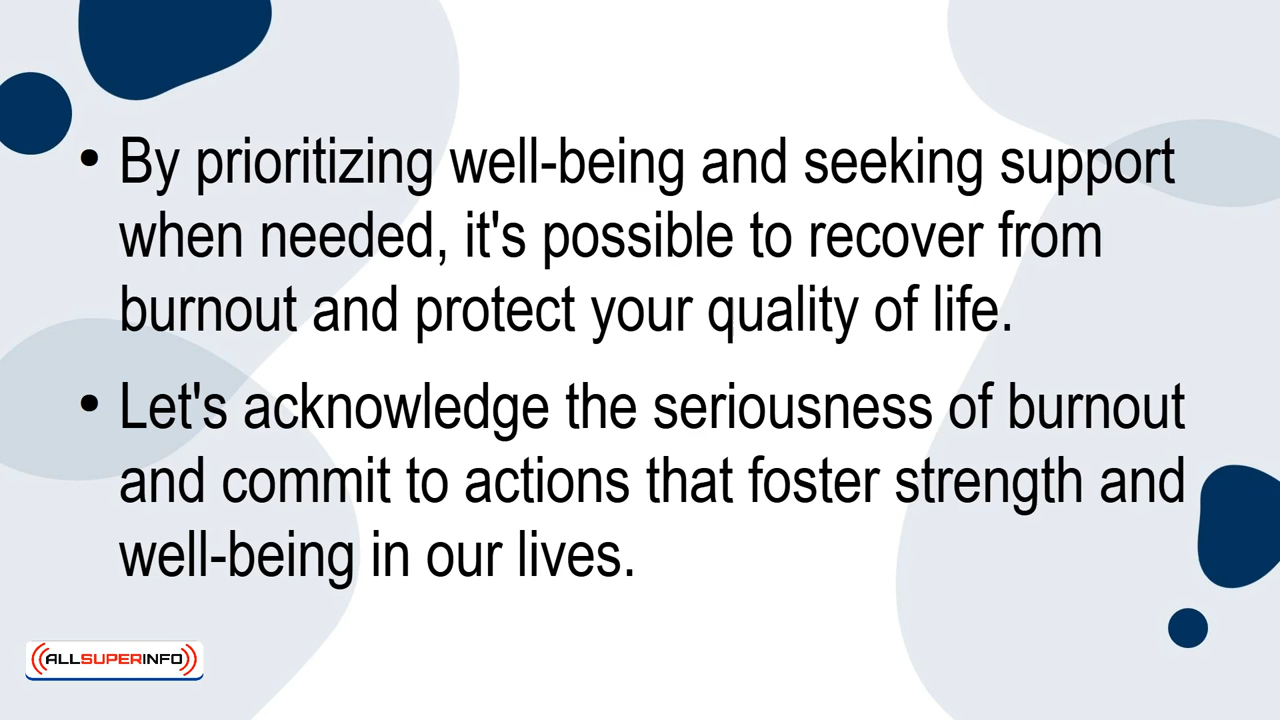 • By prioritizing well-being and seeking support
when needed, it's possible to recover from
burnout and protect your quality of life.
• Let's acknowledge the seriousness of burnout
and commit to actions that foster strength and
well-being in our lives.
ALLSUPERINFO